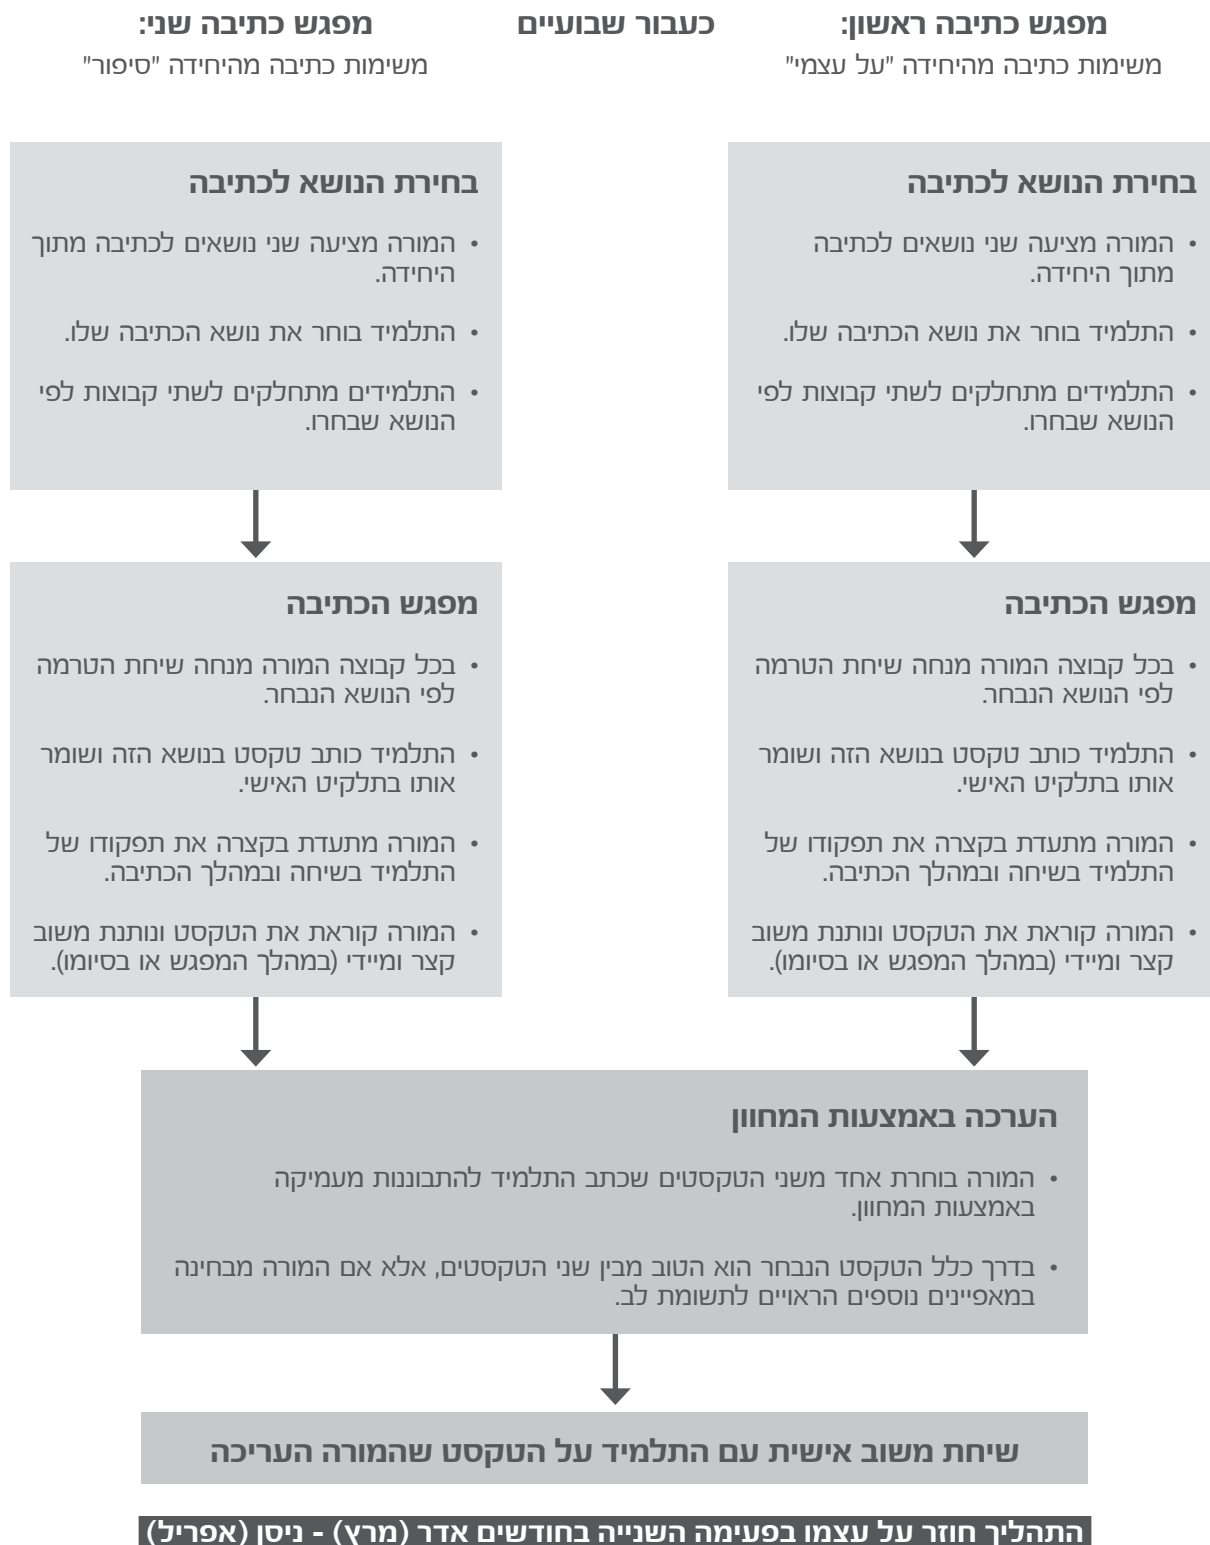 מפגש כתיבה ראשון:
משימות כתיבה מהיחידה "על עצמי"
כעבור שבועיים
מפגש כתיבה שני:
משימות כתיבה מהיחידה "סיפור"
בחירת הנושא לכתיבה
• המורה מציעה שני נושאים לכתיבה
מתוך היחידה.
• התלמיד בוחר את נושא הכתיבה שלו.
• התלמידים מתחלקים לשתי קבוצות לפי
הנושא שבחרו.
מפגש הכתיבה
• בכל קבוצה המורה מנחה שיחת הטרמה
לפי הנושא הנבחר.
• התלמיד כותב טקסט בנושא הזה ושומר
אותו בתלקיט האישי.
• המורה מתעדת בקצרה את תפקודו של
התלמיד בשיחה ובמהלך הכתיבה.
• המורה קוראת את הטקסט ונותנת משוב
קצר ומיידי (במהלך המפגש או בסיומו).
בחירת הנושא לכתיבה
• המורה מציעה שני נושאים לכתיבה מתוך
היחידה.
• התלמיד בוחר את נושא הכתיבה שלו.
• התלמידים מתחלקים לשתי קבוצות לפי
הנושא שבחרו.
מפגש הכתיבה
• בכל קבוצה המורה מנחה שיחת הטרמה
לפי הנושא הנבחר.
• התלמיד כותב טקסט בנושא הזה ושומר
אותו בתלקיט האישי.
• המורה מתעדת בקצרה את תפקודו של
התלמיד בשיחה ובמהלך הכתיבה.
• המורה קוראת את הטקסט ונותנת משוב
קצר ומיידי (במהלך המפגש או בסיומו).
הערכה באמצעות המחוון
• המורה בוחרת אחד משני הטקסטים שכתב התלמיד להתבוננות מעמיקה
באמצעות המחוון.
• בדרך כלל הטקסט הנבחר הוא הטוב מבין שני הטקסטים, אלא אם המורה מבחינה
במאפיינים נוספים הראויים לתשומת לב.
שיחת משוב אישית עם התלמיד על הטקסט שהמורה העריכה
התהליך חוזר על עצמו בפעימה השנייה בחודשים אדר (מרץ) - ניסן (אפריל)